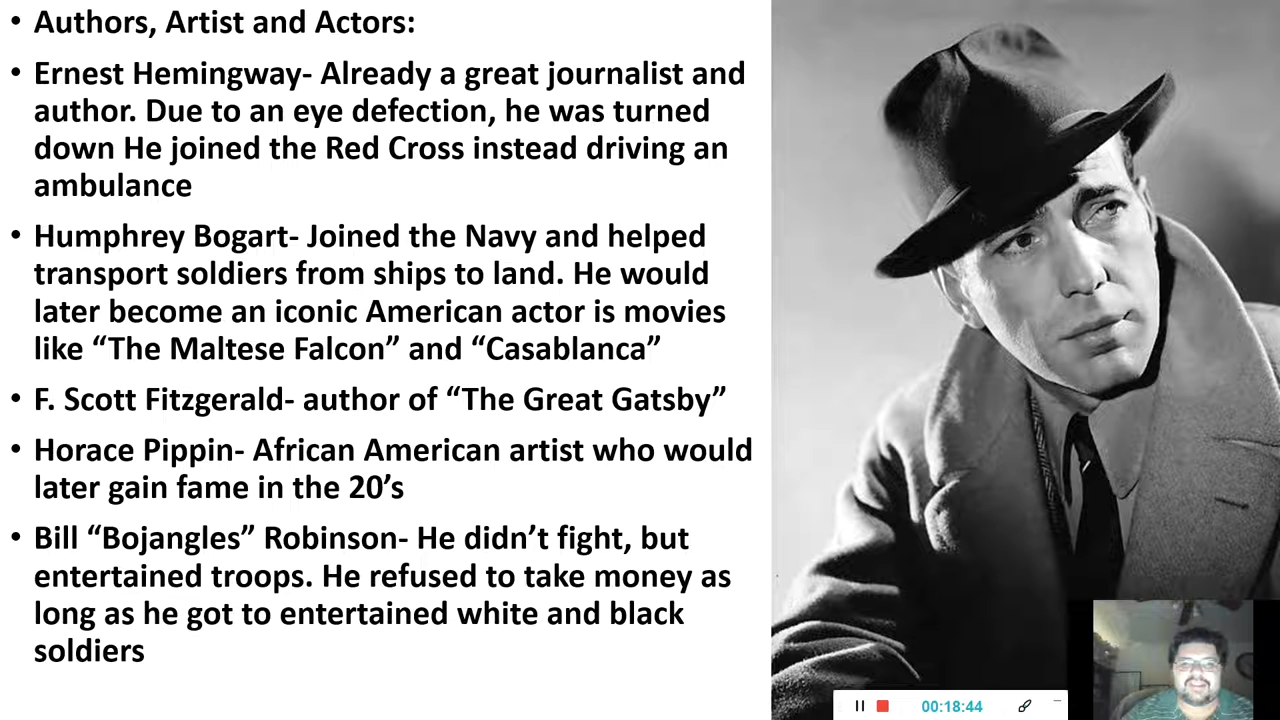 • Authors, Artist and Actors:
• Ernest Hemingway- Already a great journalist and
author. Due to an eye defection, he was turned
down He joined the Red Cross instead driving an
ambulance
• Humphrey Bogart- Joined the Navy and helped
transport soldiers from ships to land. He would
later become an iconic American actor is movies
like “The Maltese Falcon” and “Casablanca”
• F. Scott Fitzgerald- author of “The Great Gatsby”
• Horace Pippin- African American artist who would
later gain fame in the 20’s
• Bill “Bojangles” Robinson- He didn’t fight, but
entertained troops. He refused to take money as
long as he got to entertained white and black
soldiers
00:18:44